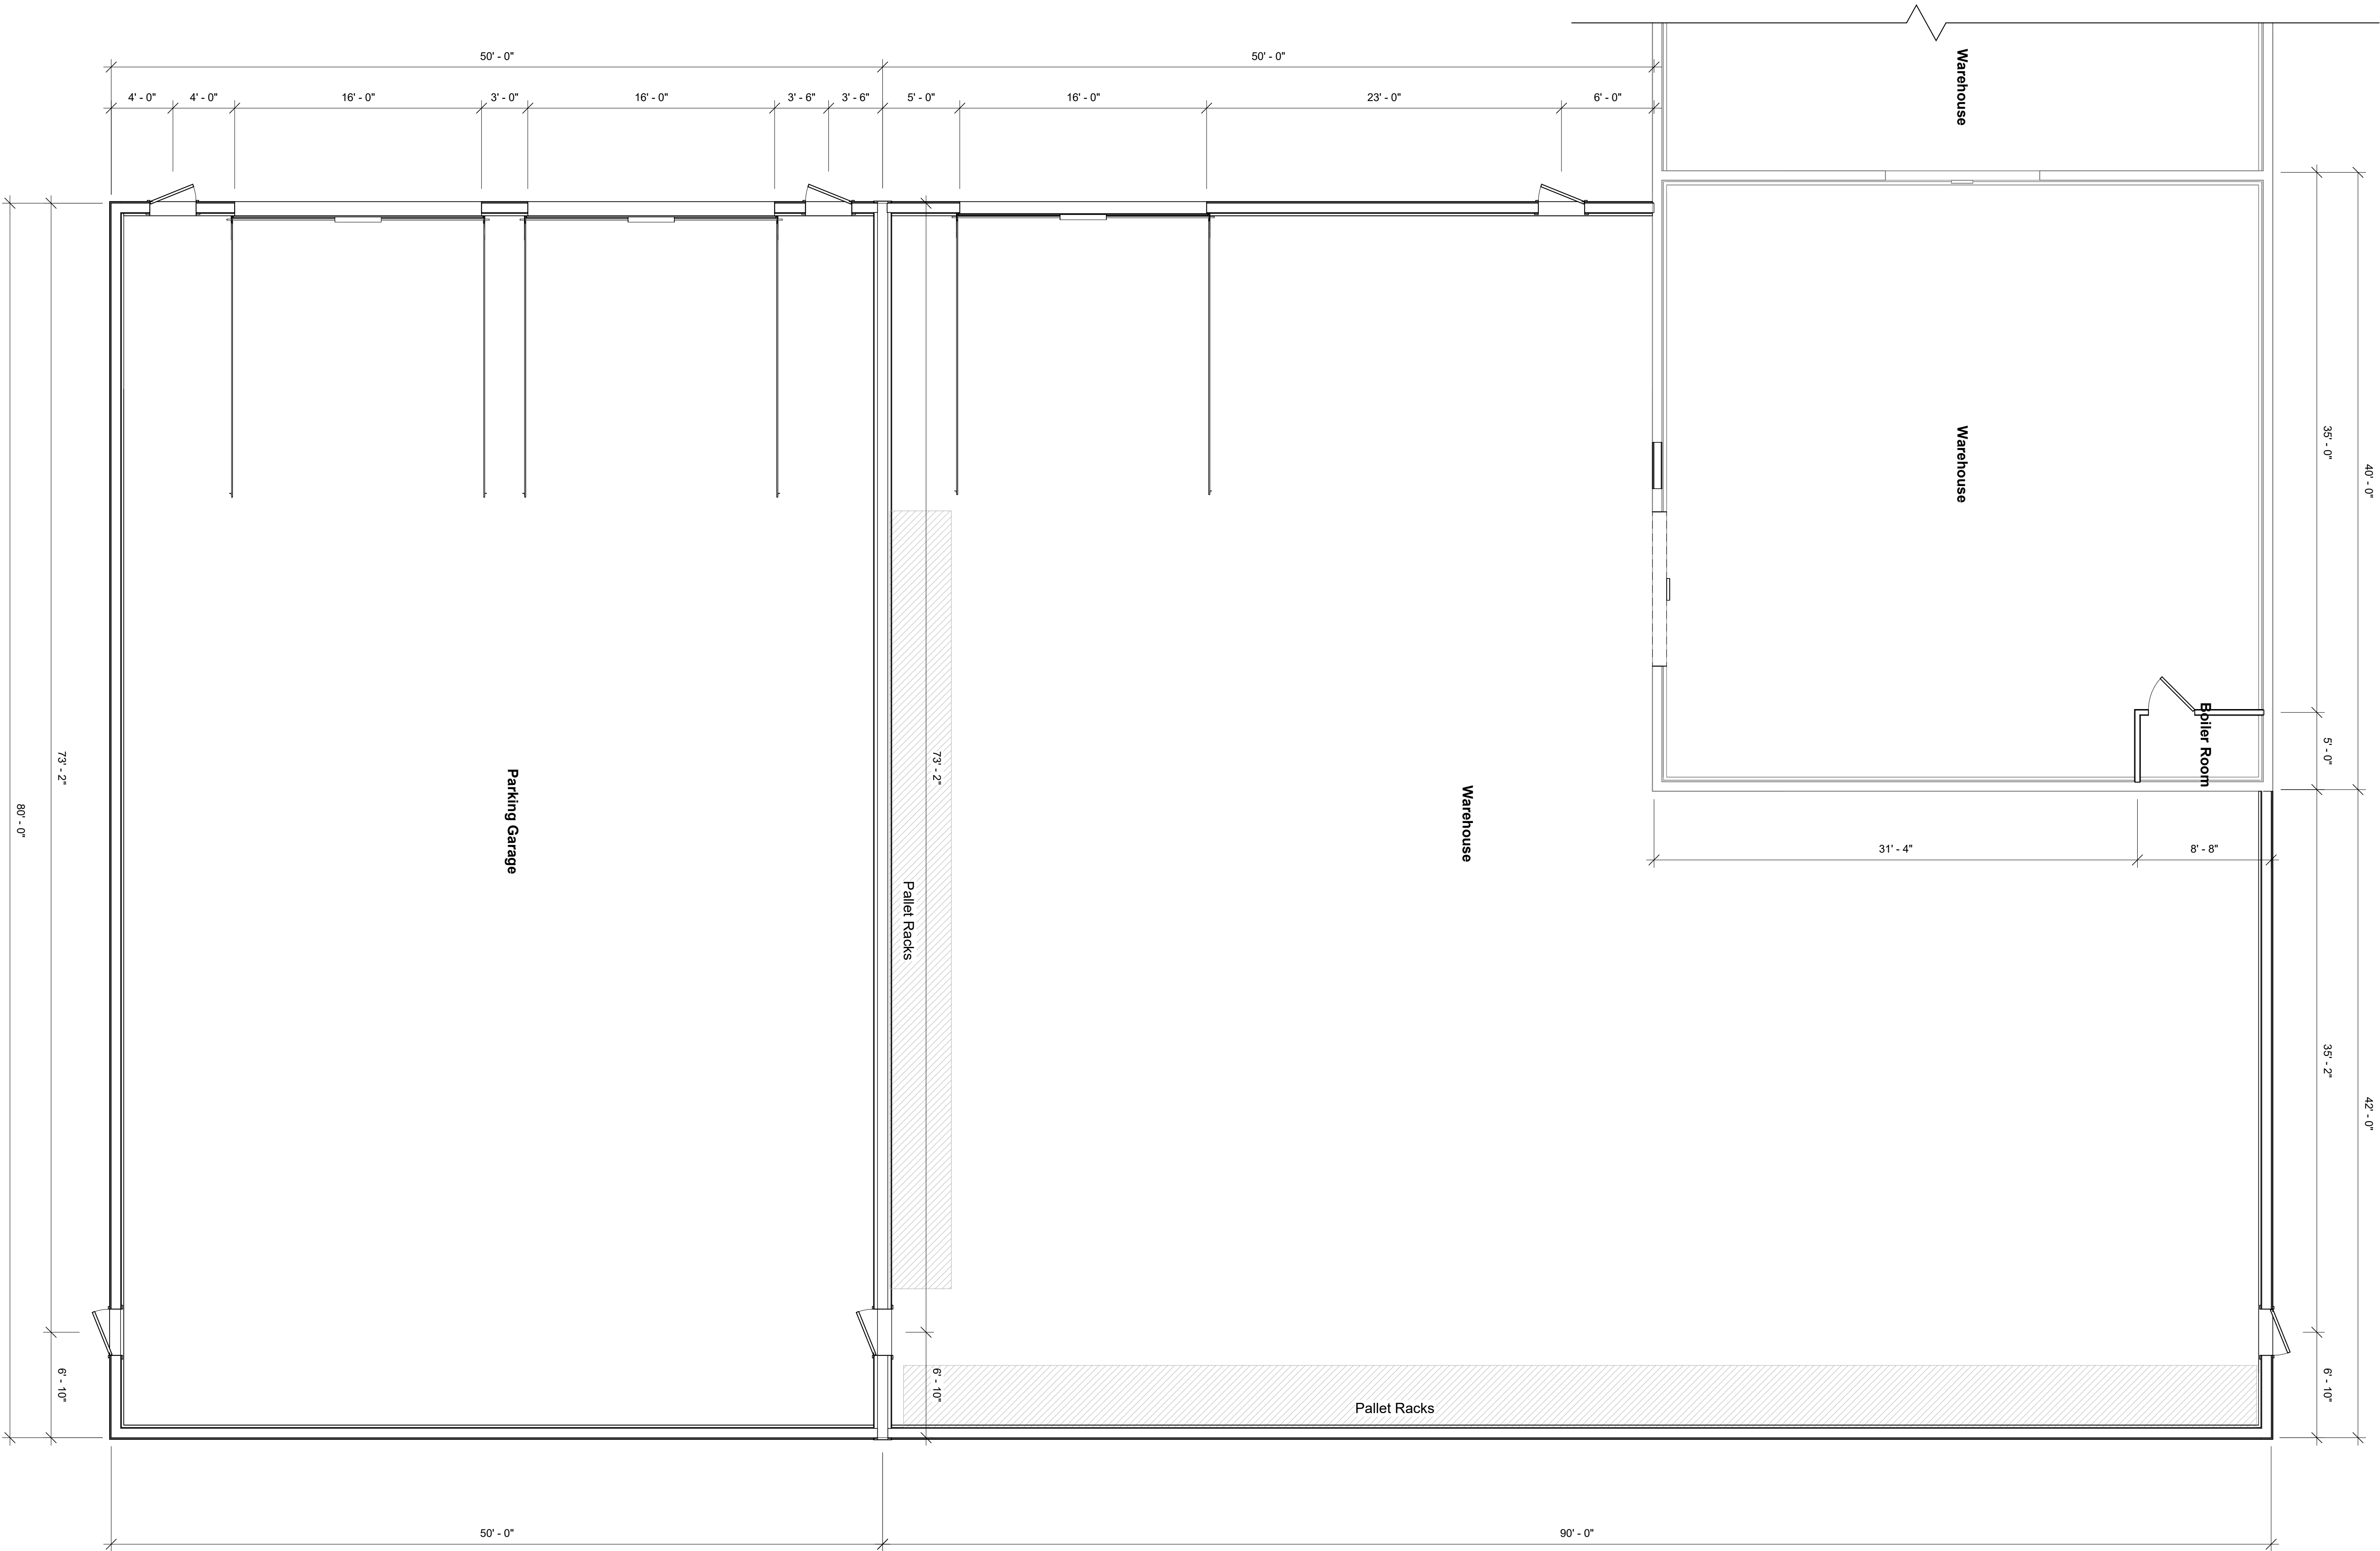 50' - 0"
50' - 0"
4' - 0"
4' - 0"
16' - 0"
3' - 0"
16' - 0"
3' - 6"
3' - 6"
5' - 0"
16' - 0"
23' - 0"
6' - 0"
Warehouse
Warehouse
35' - 0"
40' - 0"
Boiler Room
5' - 0"
73' - 2"
80' - 0"
Parking Garage
73' - 2"
Pallet Racks
Warehouse
31' - 4"
8' - 8"
35' - 2"
42' - 0"
6' - 10"
6' - 10"
Pallet Racks
6' - 10"
50' - 0"
90' - 0"